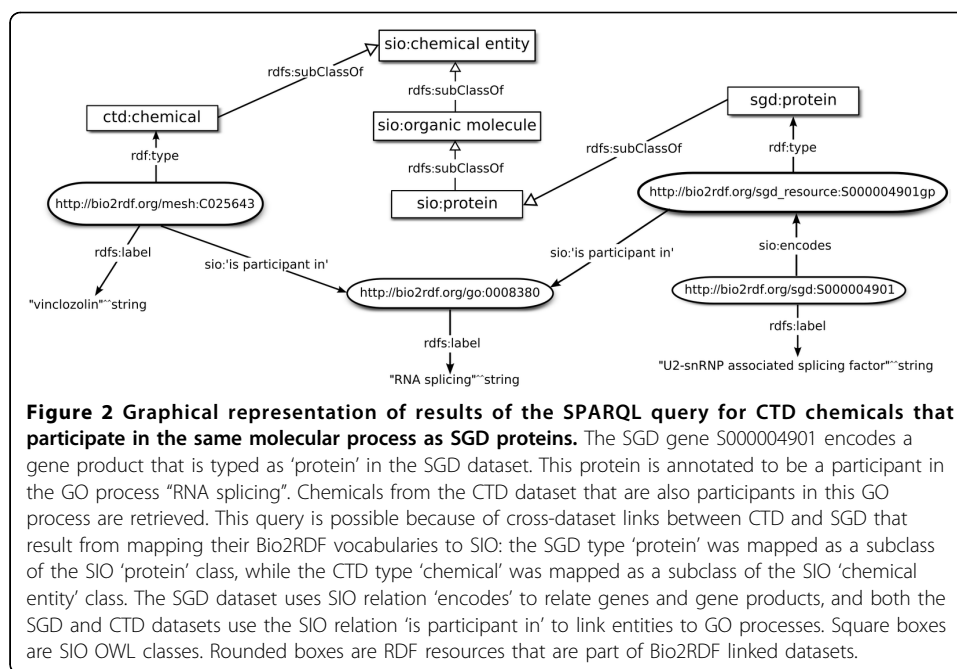 sio:chemical entity
rdfs:subClassOf
rdfs:subClassOf
ctd:chemical
sio:organic molecule
sgd:protein
rdf:type
rdfs:subClassOf
rdfs:subClassOf
rdf:type
http://bio2rdf.org/mesh:C025643
sio:protein
http://bio2rdf.org/sgd_resource:S000004901gp
rdfs:label
sio:'is participant in'
sio:'is participant in'
sio:encodes
"vinclozolin"^^string
http://bio2rdf.org/go:0008380
http://bio2rdf.org/sgd:S000004901
rdfs:label
rdfs:label
"RNA splicing"^^string
"U2-snRNP associated splicing factor"^^string
Figure 2 Graphical representation of results of the SPARQL query for CTD chemicals that
participate in the same molecular process as SGD proteins. The SGD gene S000004901 encodes a
gene product that is typed as ‘protein’ in the SGD dataset. This protein is annotated to be a participant in
the GO process “RNA splicing”. Chemicals from the CTD dataset that are also participants in this GO
process are retrieved. This query is possible because of cross-dataset links between CTD and SGD that
result from mapping their Bio2RDF vocabularies to SIO: the SGD type ‘protein’ was mapped as a subclass
of the SIO ‘protein’ class, while the CTD type ‘chemical’ was mapped as a subclass of the SIO ‘chemical
entity’ class. The SGD dataset uses SIO relation ‘encodes’ to relate genes and gene products, and both the
SGD and CTD datasets use the SIO relation ‘is participant in’ to link entities to GO processes. Square boxes
are SIO OWL classes. Rounded boxes are RDF resources that are part of Bio2RDF linked datasets.